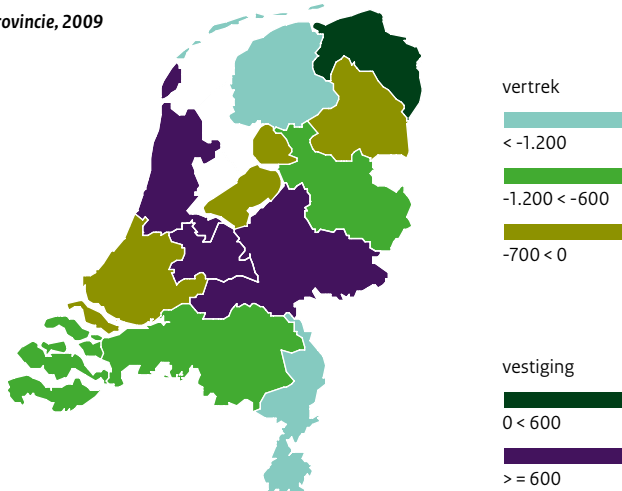 rovincie, 2009
vertrek
< -1.200
-1.200 < -600
-700 < 0
vestiging
0 < 600
> = 600